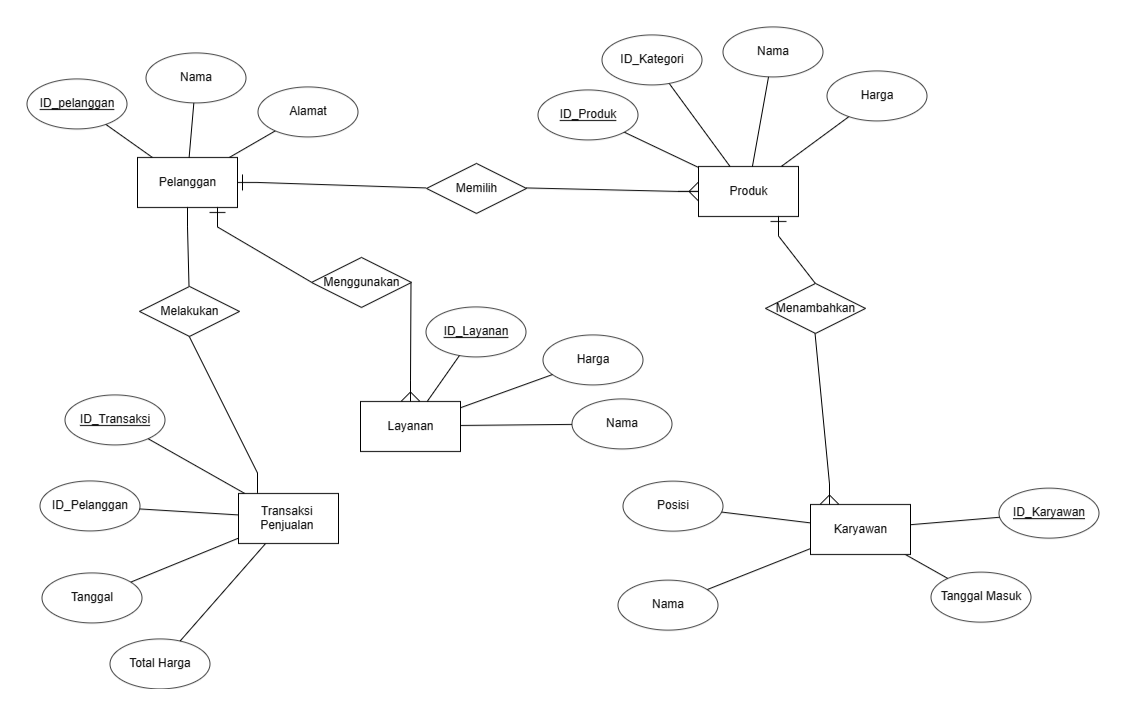 ID_pelanggan
Nama
Alamat
Pelanggan
Memilih
ID_Kategori
Nama
ID_Produk
Harga
Produk
Menggunakan
Melakukan
Menambahkan
ID_Layanan
Harga
Nama
Layanan
ID_Transaksi
ID_Pelanggan
Transaksi
Penjualan
Tanggal
Total Harga
Posisi
Karyawan
ID_Karyawan
Nama
Tanggal Masuk